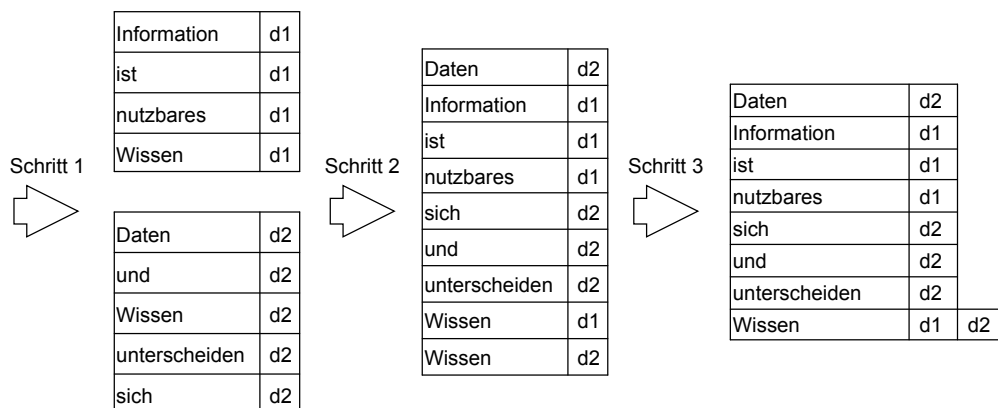 Schritt 1
Information d1
ist d1
nutzbares d1
Wissen d1
Daten d2
und d2
Wissen d2
unterscheiden d2
sich d2
Schritt 2
Daten d2
Information d1
ist d1
nutzbares d1
sich d2
und d2
unterscheiden d2
Wissen d1
Wissen d2
Schritt 3
Daten d2
Information d1
ist d1
nutzbares d1
sich d2
und d2
unterscheiden d2
Wissen d1 d2